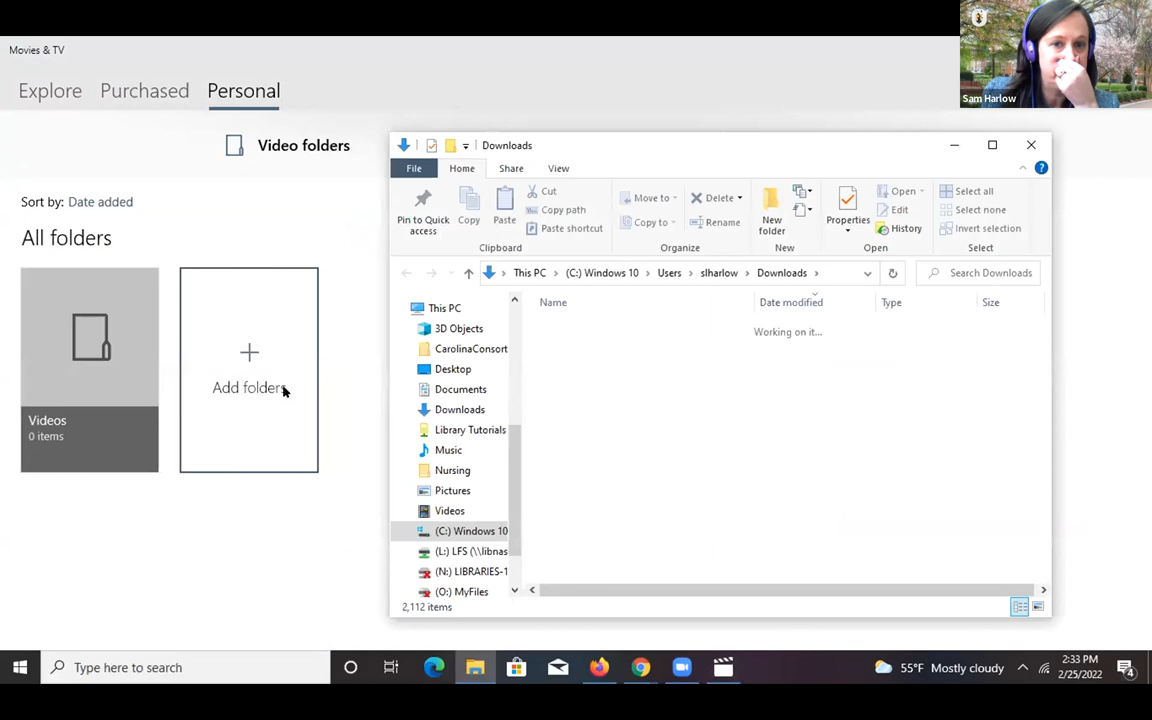 Movies & TV
Explore Purchased Personal
Sam Harlow
Video folders
Sort by: Date added
All folders
Videos
0 items
Add folders
Downloads
File Home Share View
Pin to Quick access
Copy
Paste
Cut
Copy path
Paste shortcut
Clipboard
Move to
Copy to
Delete
Rename
Organize
New folder
New
Properties
Open
Edit
History
Open
Select all
Select none
Invert selection
Select
This PC (C:) Windows 10 Users slharlow Downloads
Search Downloads
Name Date modified Type Size
Working on it...
This PC
3D Objects
CarolinaConsort
Desktop
Documents
Downloads
Library Tutorials
Music
Nursing
Pictures
Videos
(C:) Windows 10
(L:) LFS (\\libnas
(N:) LIBRARIES-1
(O:) MyFiles
2,112 items
Type here to search
55°F Mostly cloudy
2:33 PM
2/25/2022
4